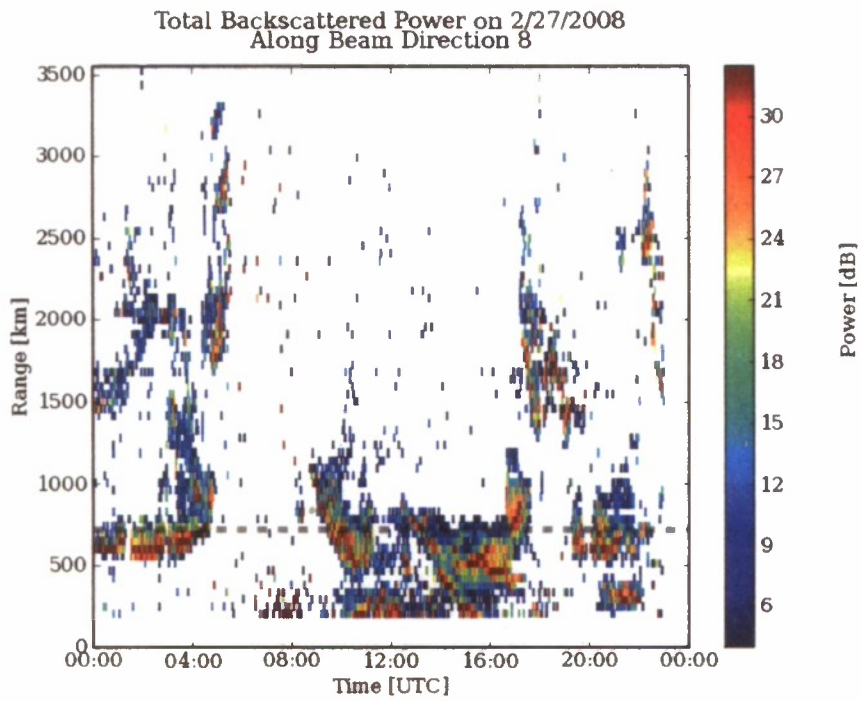 Total Backscattered Power on 2/27/2008
Along Beam Direction 8
3500
3000
2500
2000
1500
1000
500
0
Range [km]
00:00 04:00 08:00 12:00 16:00 20:00 00:00
Time [UTC]
30
27
24
21
18
15
12
9
6
Power [dB]